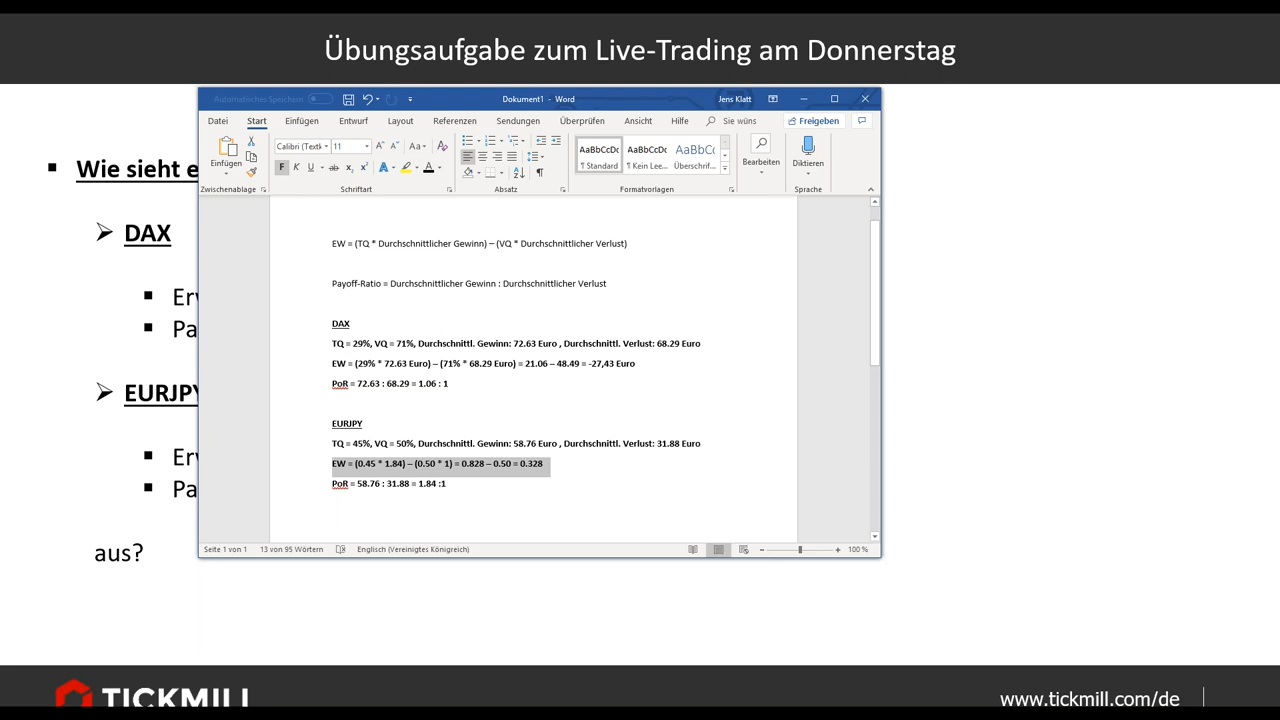 Übungsaufgabe zum Live-Trading am Donnerstag
Automatisches Speichern
Dokument1 - Word
Jens Klatt
Datei Start Einfügen Entwurf Layout Referenzen Sendungen Überprüfen Ansicht Hilfe Sie wüns Freigeben
Einfügen
Zwischenablage
Calibri (Textk 11
F K U ab x₂ x² A A
Aa
Schriftart
Absatz
AaBbCcDc AaBbCcDc AaBbC(
¶ Standard ¶ Kein Lee... Überschrif...
Formatvorlagen
Bearbeiten
Diktieren
Sprache
Wie sieht e
DAX
Erv
Pa
EURJPY
Erv
Pa
aus?
EW = (TQ * Durchschnittlicher Gewinn) – (VQ * Durchschnittlicher Verlust)
Payoff-Ratio = Durchschnittlicher Gewinn : Durchschnittlicher Verlust
DAX
TQ = 29%, VQ = 71%, Durchschnittl. Gewinn: 72.63 Euro , Durchschnittl. Verlust: 68.29 Euro
EW = (29% * 72.63 Euro) – (71% * 68.29 Euro) = 21.06 – 48.49 = -27,43 Euro
PoR = 72.63 : 68.29 = 1.06 : 1
EURJPY
TQ = 45%, VQ = 50%, Durchschnittl. Gewinn: 58.76 Euro , Durchschnittl. Verlust: 31.88 Euro
EW = (0.45 * 1.84) – (0.50 * 1) = 0.828 – 0.50 = 0.328
PoR = 58.76 : 31.88 = 1.84 :1
Seite 1 von 1 13 von 95 Wörtern Englisch (Vereinigtes Königreich) 100 %
TICKMILL
www.tickmill.com/de